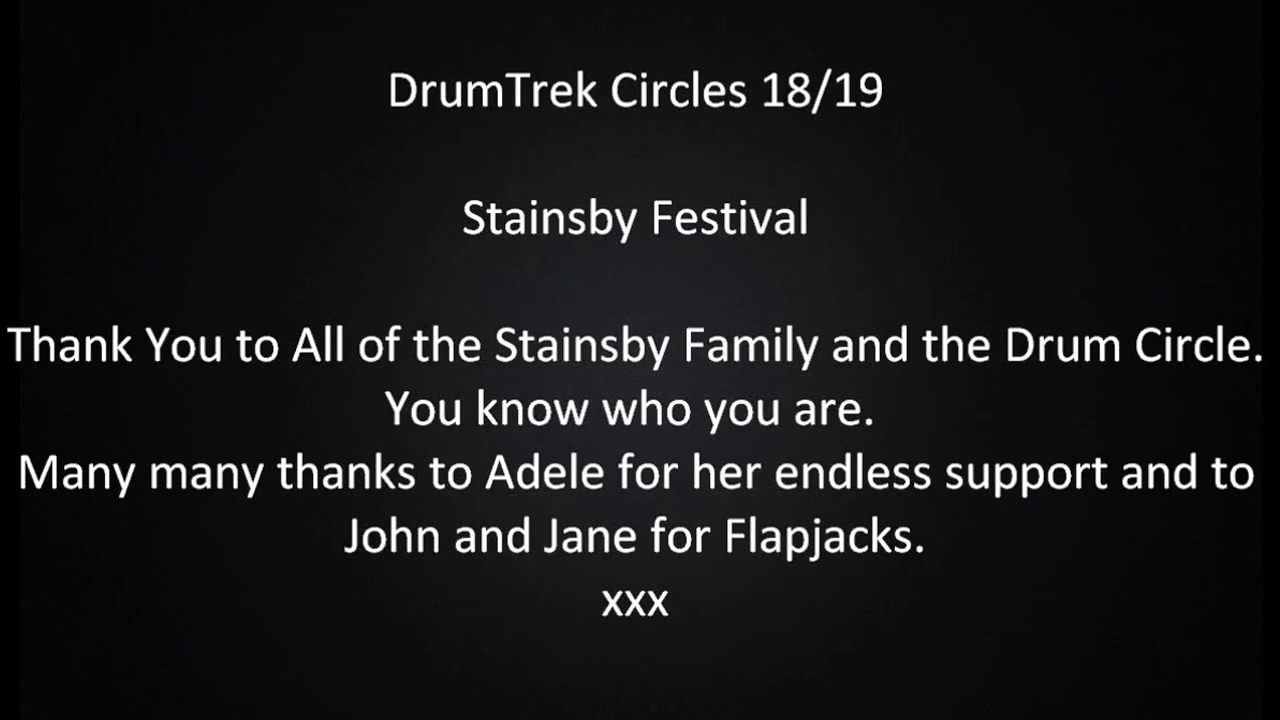 DrumTrek Circles 18/19
Stainsby Festival
Thank You to All of the Stainsby Family and the Drum Circle.
You know who you are.
Many many thanks to Adele for her endless support and to
John and Jane for Flapjacks.
xxx